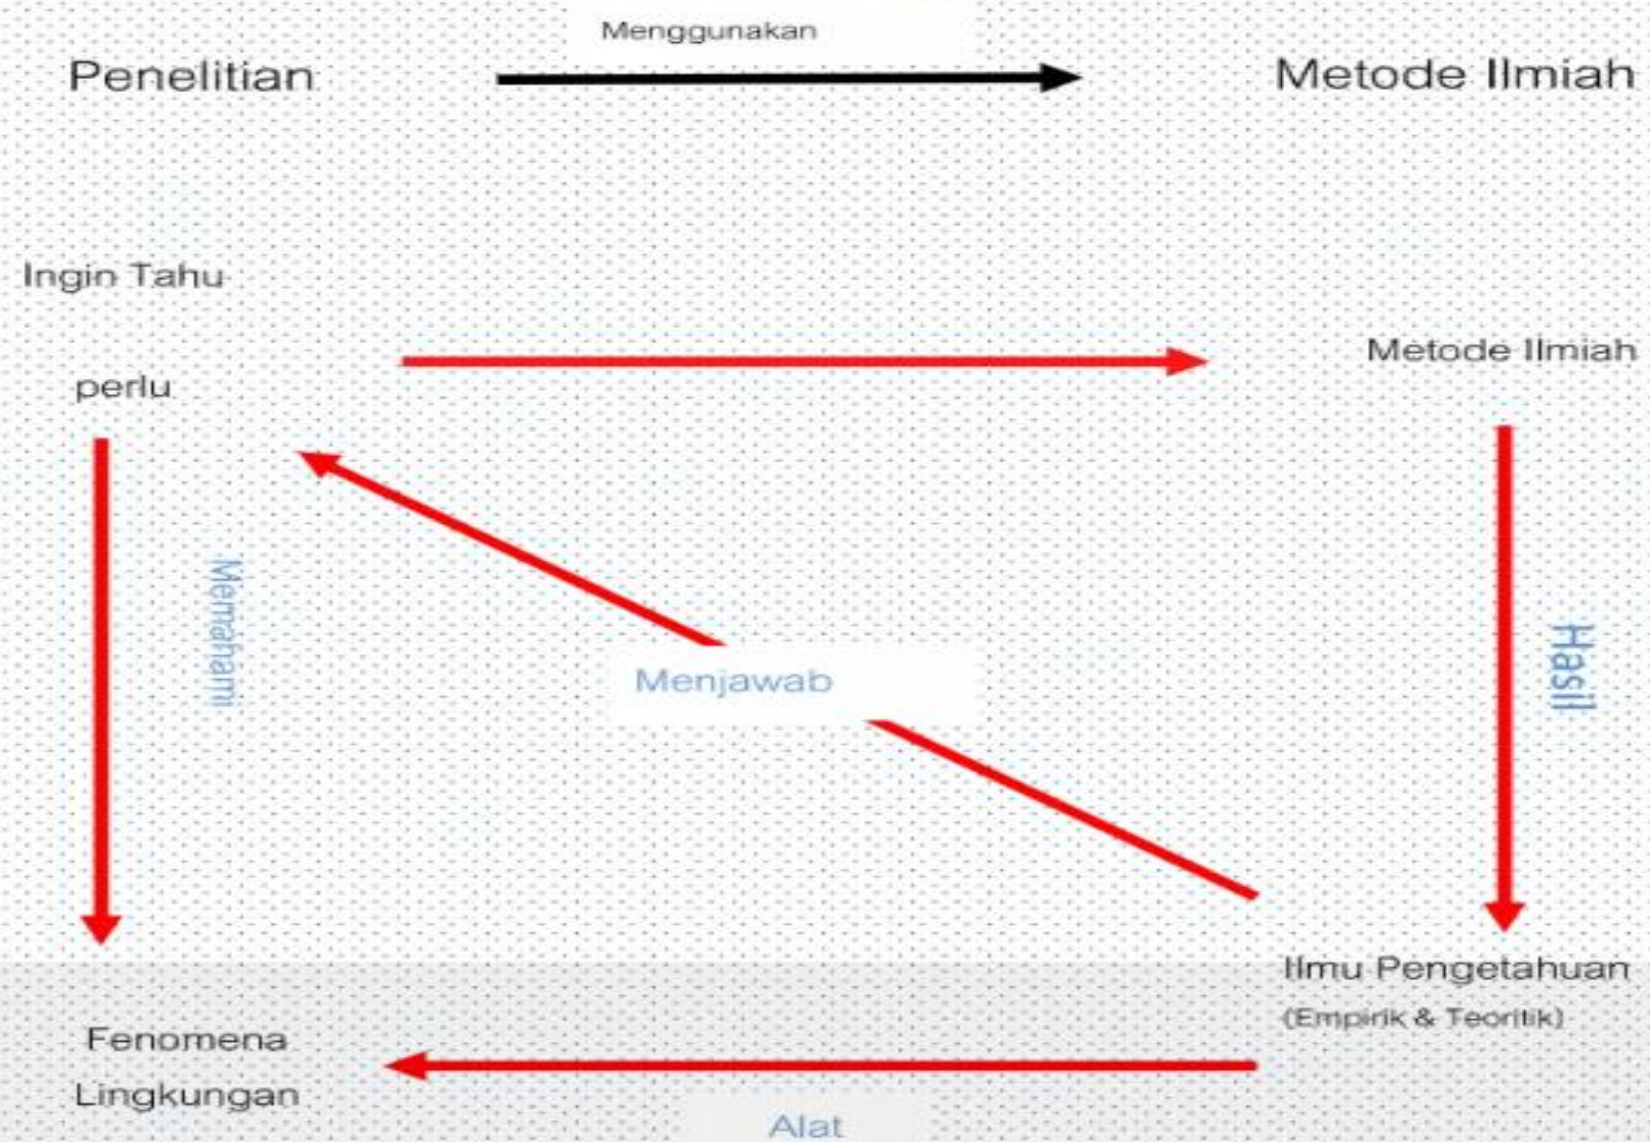 Menggunakan
Penelitian
Metode Ilmiah
Ingin Tahu
perlu
Metode Ilmiah
Memahami
Menjawab
Hasil
Ilmu Pengetahuan
(Empirik & Teoritik)
Fenomena
Lingkungan
Alat